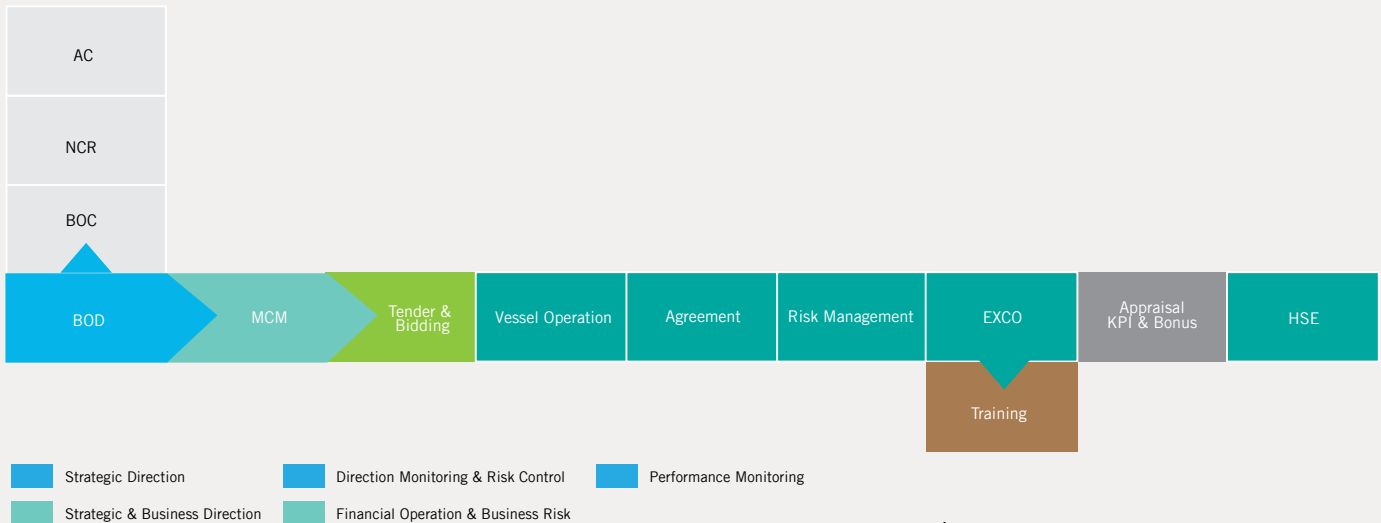 AC
NCR
BOC
BOD
MCM
Tender &
Bidding
Vessel Operation
Agreement
Risk Management
EXCO
Appraisal
KPI & Bonus
HSE
Training
Strategic Direction
Direction Monitoring & Risk Control
Performance Monitoring
Strategic & Business Direction
Financial Operation & Business Risk